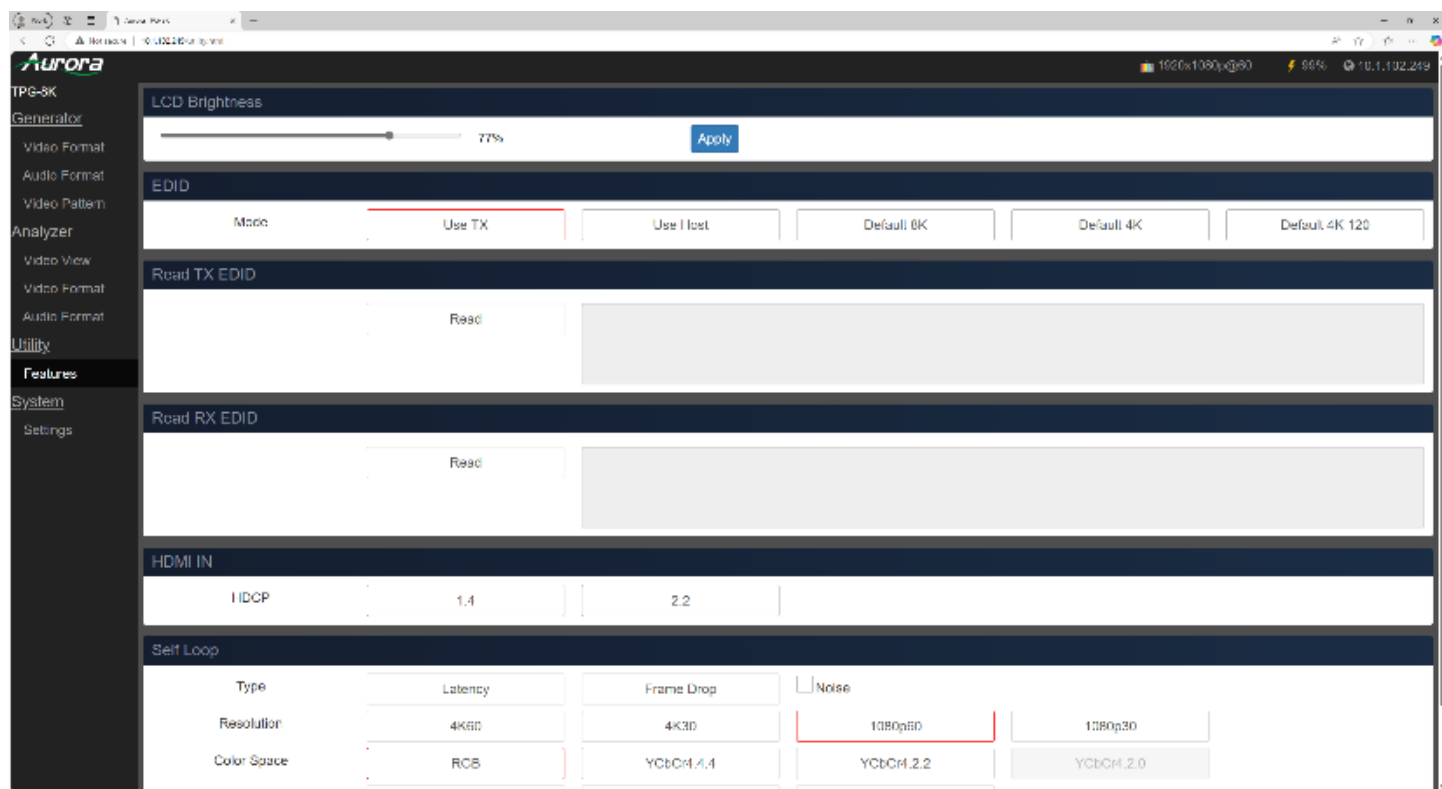 Work
Aurora
Not secure
Aurora
1920x1080p@60 99% 10.1.102.249
TPG-8K
Generator
Video Format
Audio Format
Video Pattern
Analyzer
Video View
Video Format
Audio Format
Utility
Features
System
Settings
LCD Brightness
77% Apply
EDID
Mode Use TX Use Host Default 8K Default 4K Default 4K 120
Read TX EDID
Read
Read RX EDID
Read
HDMI IN
HDCP 1.4 2.2
Self Loop
Type Latency Frame Drop Noise
Resolution 4K60 4K30 1080p60 1080p30
Color Space RGB YCbCr4.4.4 YCbCr4.2.2 YCbCr4.2.0